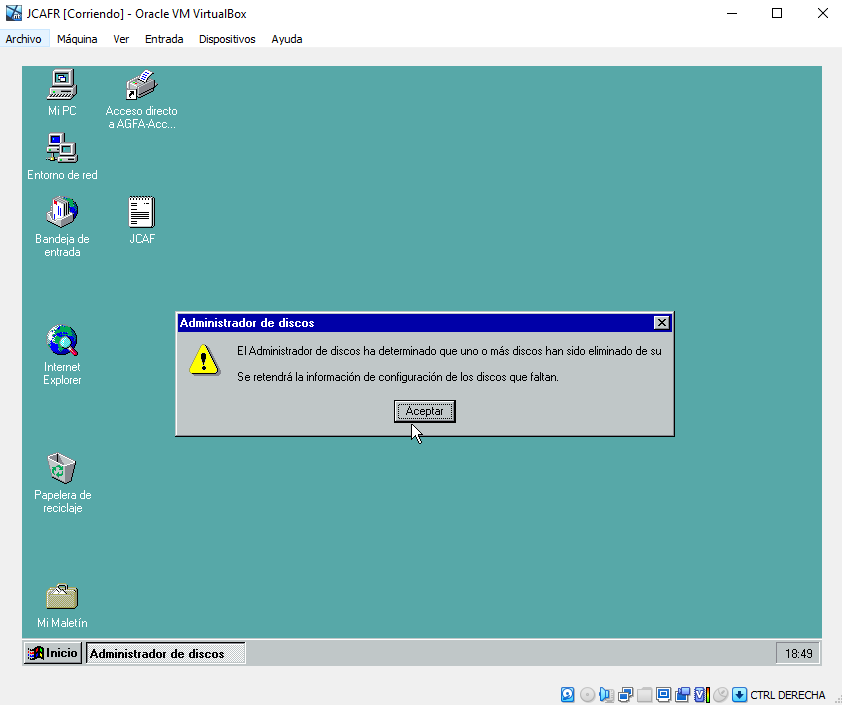 JCAFR [Corriendo] - Oracle VM VirtualBox
Archivo Máquina Ver Entrada Dispositivos Ayuda
Mi PC
Acceso directo
a AGFA-Acc...
Entorno de red
Bandeja de
entrada
JCAF
Administrador de discos
El Administrador de discos ha determinado que uno o más discos han sido eliminado de su
Se retendrá la información de configuración de los discos que faltan.
Aceptar
Internet
Explorer
Papelera de
reciclaje
Mi Maletín
Inicio Administrador de discos 18:49
CTRL DERECHA